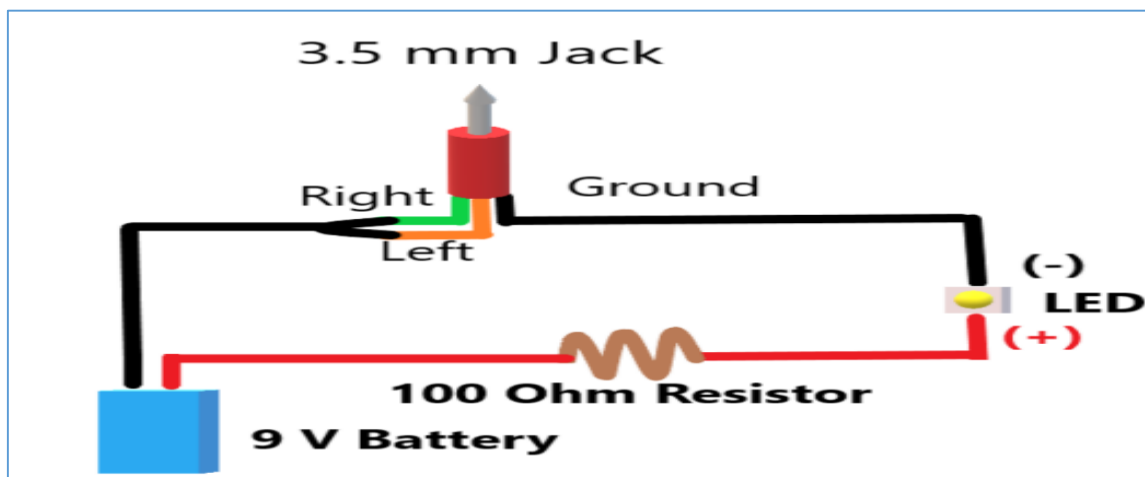 3.5 mm Jack
Right
Ground
Left
(-)
LED
(+)
100 Ohm Resistor
9 V Battery